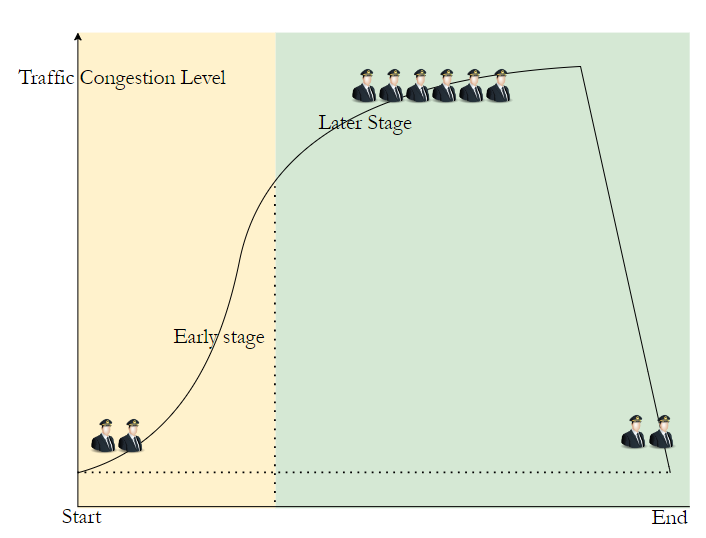 Traffic Congestion Level
Later Stage
Early stage
Start
End